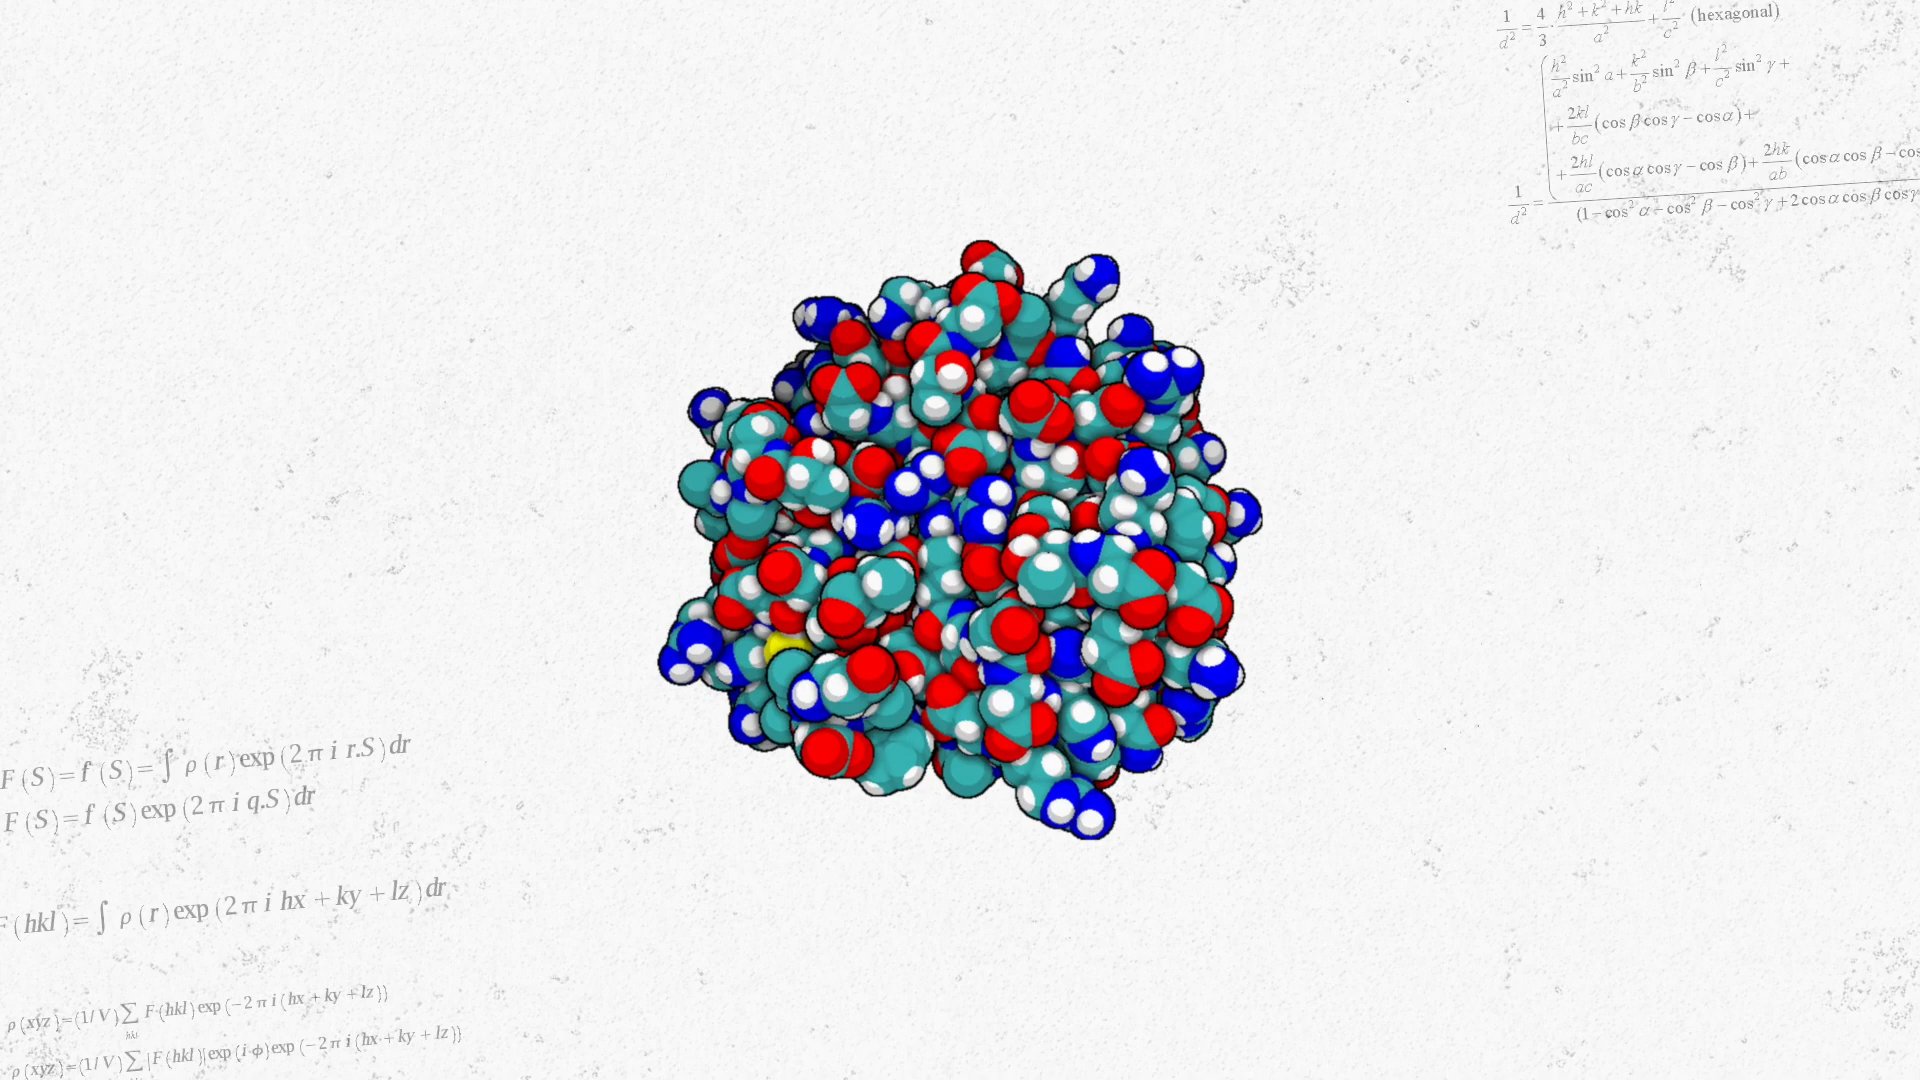 1/d² = 4/3 · (h² + k² + hk)/a² + l²/c² (hexagonal)
h²/a² sin² α + k²/b² sin² β + l²/c² sin² γ +
+ 2kl/bc (cos β cos γ − cos α) +
+ 2hl/ac (cos α cos γ − cos β) + 2hk/ab (cos α cos β − cos
1/d² =
(1 − cos² α − cos² β − cos² γ + 2 cos α cos β cos γ
F (S) = f (S) = ∫ ρ (r) exp (2 π i r.S) dr
F (S) = f (S) exp (2 π i q.S) dr
F (hkl) = ∫ ρ (r) exp (2 π i hx + ky + lz) dr
ρ (xyz) = (1/V) ∑ F (hkl) exp (−2 π i (hx + ky + lz))
hkl
ρ (xyz) = (1/V) ∑ |F (hkl)| exp (i ϕ) exp (−2 π i (hx + ky + lz))